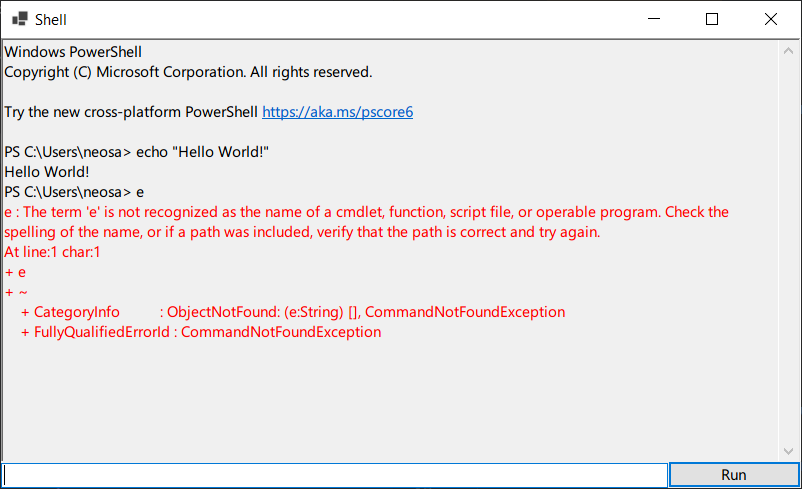 Shell
Windows PowerShell
Copyright (C) Microsoft Corporation. All rights reserved.
Try the new cross-platform PowerShell https://aka.ms/pscore6
PS C:\Users\neosa> echo "Hello World!"
Hello World!
PS C:\Users\neosa> e
e : The term 'e' is not recognized as the name of a cmdlet, function, script file, or operable program. Check the
spelling of the name, or if a path was included, verify that the path is correct and try again.
At line:1 char:1
+ e
+ ~
+ CategoryInfo : ObjectNotFound: (e:String) [], CommandNotFoundException
+ FullyQualifiedErrorId : CommandNotFoundException
Run